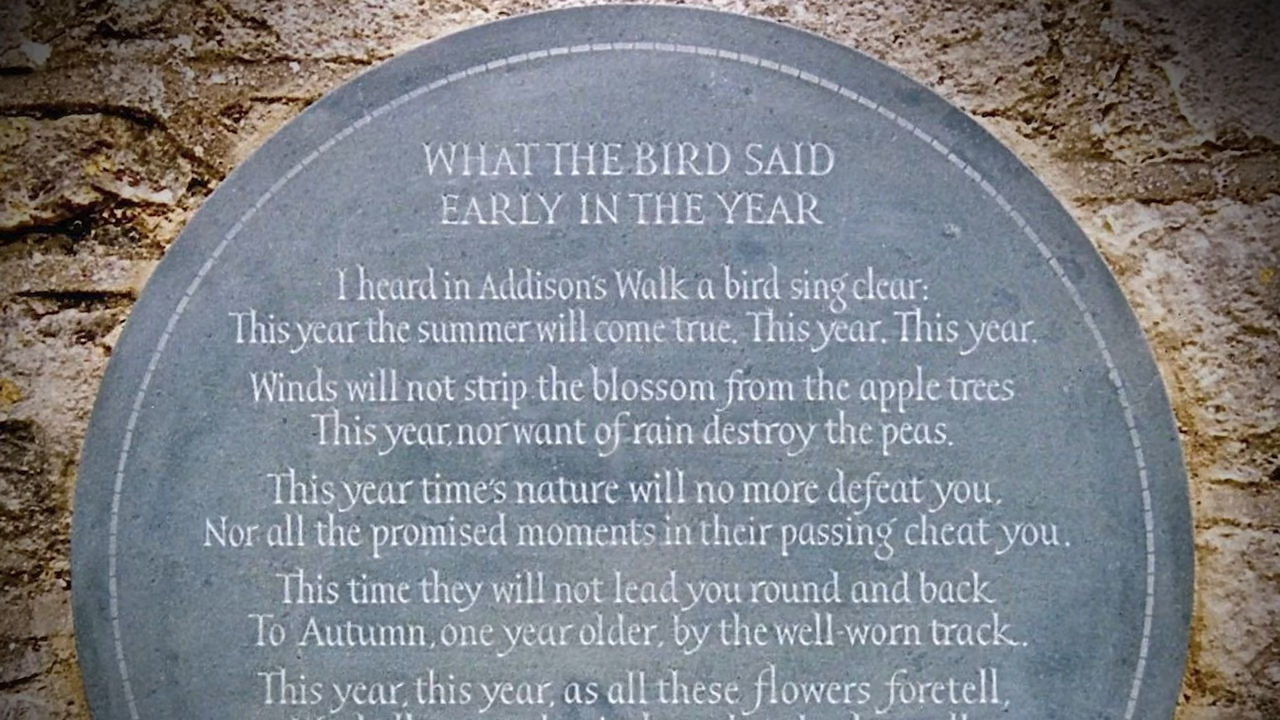 WHAT THE BIRD SAID
EARLY IN THE YEAR
I heard in Addison's Walk a bird sing clear:
This year the summer will come true. This year. This year.
Winds will not strip the blossom from the apple trees
This year, nor want of rain destroy the peas.
This year time's nature will no more defeat you,
Nor all the promised moments in their passing cheat you.
This time they will not lead you round and back
To Autumn, one year older, by the well-worn track.
This year, this year, as all these flowers foretell,